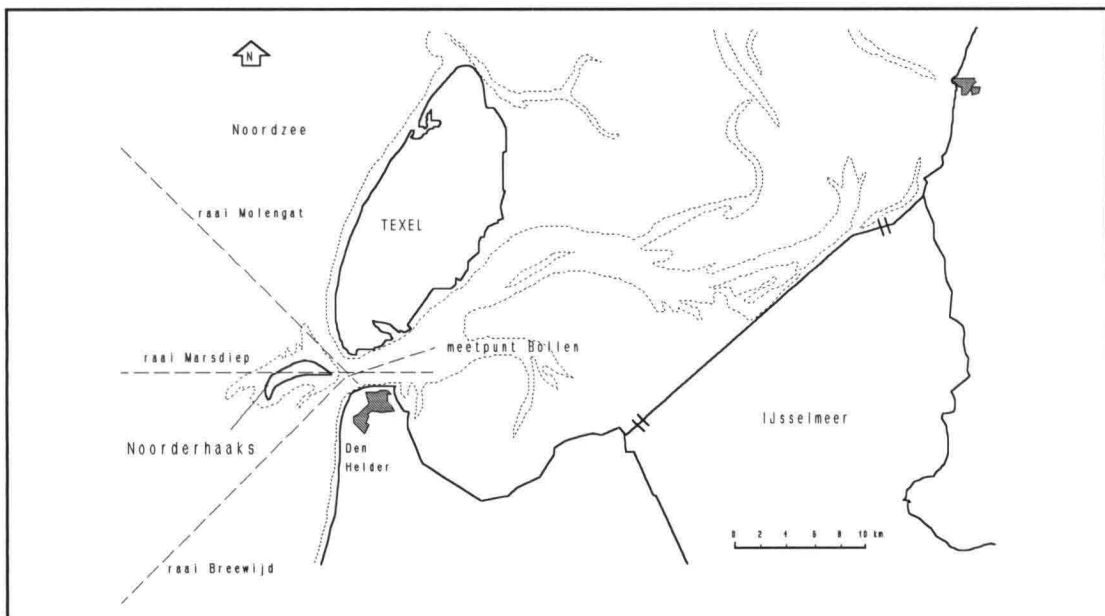 N
Noordzee
raai Molengat
TEXEL
raai Marsdiep
meetpunt Bollen
Noorderhaaks
Den
Helder
IJsselmeer
0 2 4 6 8 10 km
raai Breewijd